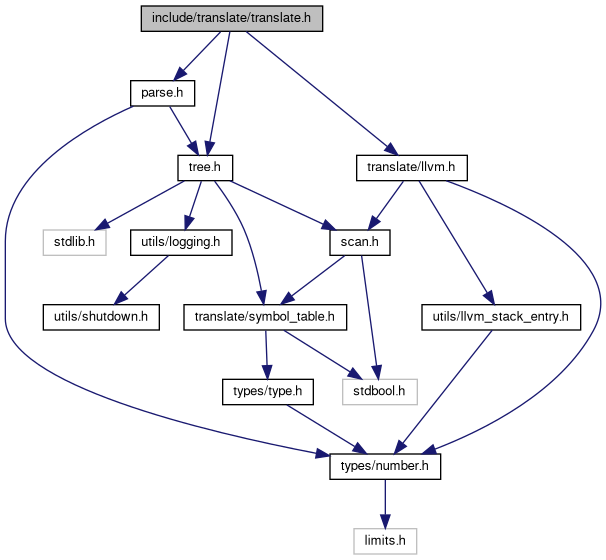 include/translate/translate.h
parse.h
tree.h
translate/llvm.h
stdlib.h
utils/logging.h
scan.h
utils/shutdown.h
translate/symbol_table.h
utils/llvm_stack_entry.h
types/type.h
stdbool.h
types/number.h
limits.h